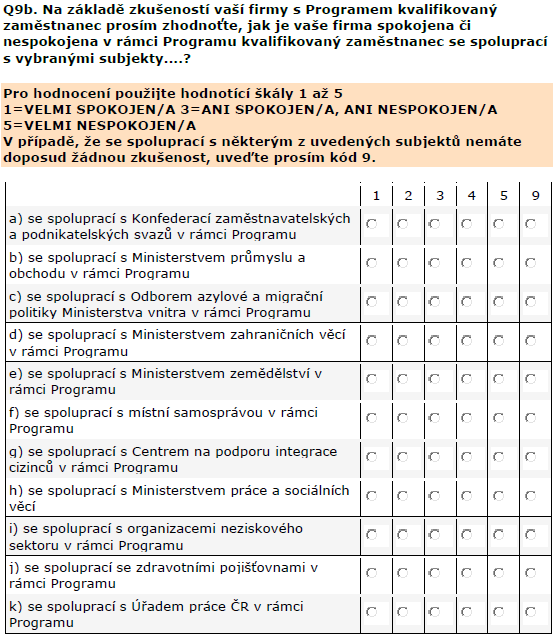 Q9b. Na základě zkušeností vaší firmy s Programem kvalifikovaný
zaměstnanec prosím zhodnoťte, jak je vaše firma spokojena či
nespokojena v rámci Programu kvalifikovaný zaměstnanec se spoluprací
s vybranými subjekty....?
Pro hodnocení použijte hodnotící škály 1 až 5
1=VELMI SPOKOJEN/A 3=ANI SPOKOJEN/A, ANI NESPOKOJEN/A
5=VELMI NESPOKOJEN/A
V případě, že se spoluprací s některým z uvedených subjektů nemáte
doposud žádnou zkušenost, uveďte prosím kód 9.
1 2 3 4 5 9
a) se spoluprací s Konfederací zaměstnavatelských
a podnikatelských svazů v rámci Programu
b) se spoluprací s Ministerstvem průmyslu a
obchodu v rámci Programu
c) se spoluprací s Odborem azylové a migrační
politiky Ministerstva vnitra v rámci Programu
d) se spoluprací s Ministerstvem zahraničních věcí
v rámci Programu
e) se spoluprací s Ministerstvem zemědělství v
rámci Programu
f) se spoluprací s místní samosprávou v rámci
Programu
g) se spoluprací s Centrem na podporu integrace
cizinců v rámci Programu
h) se spoluprací s Ministerstvem práce a sociálních
věcí
i) se spoluprací s organizacemi neziskového
sektoru v rámci Programu
j) se spoluprací se zdravotními pojišťovnami v
rámci Programu
k) se spoluprací s Úřadem práce ČR v rámci
Programu